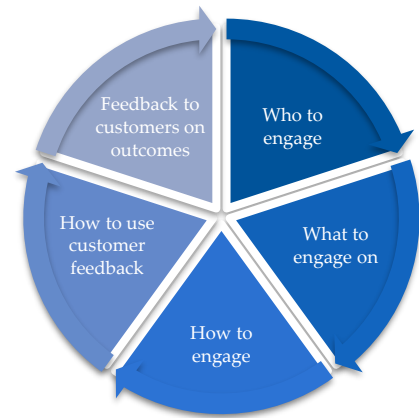 Who to
engage
What to
engage on
How to
engage
How to use
customer
feedback
Feedback to
customers on
outcomes